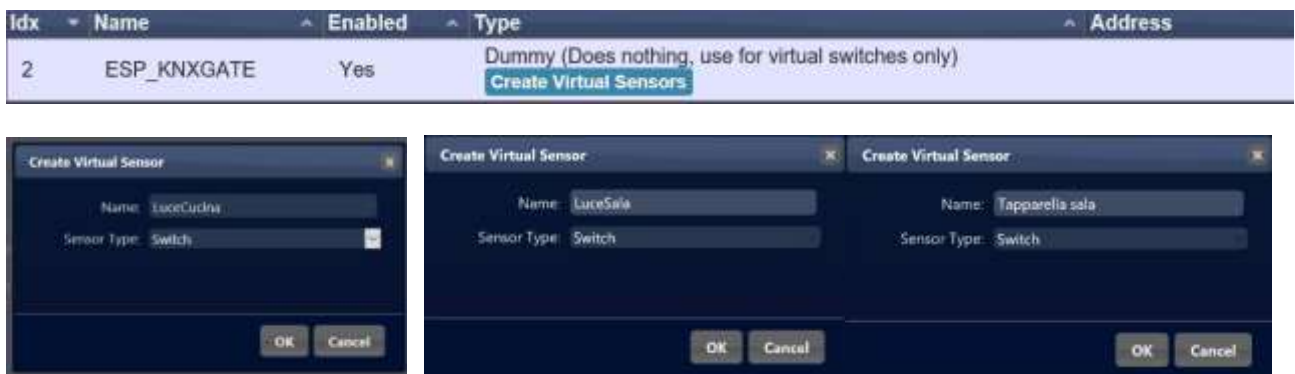 Idx Name Enabled Type Address
2 ESP_KNXGATE Yes Dummy (Does nothing, use for virtual switches only)
Create Virtual Sensors
Create Virtual Sensor
Name: LuceCucina
Sensor Type: Switch
OK Cancel
Create Virtual Sensor
Name: LuceSala
Sensor Type: Switch
OK Cancel
Create Virtual Sensor
Name: Tapparella sala
Sensor Type: Switch
OK Cancel